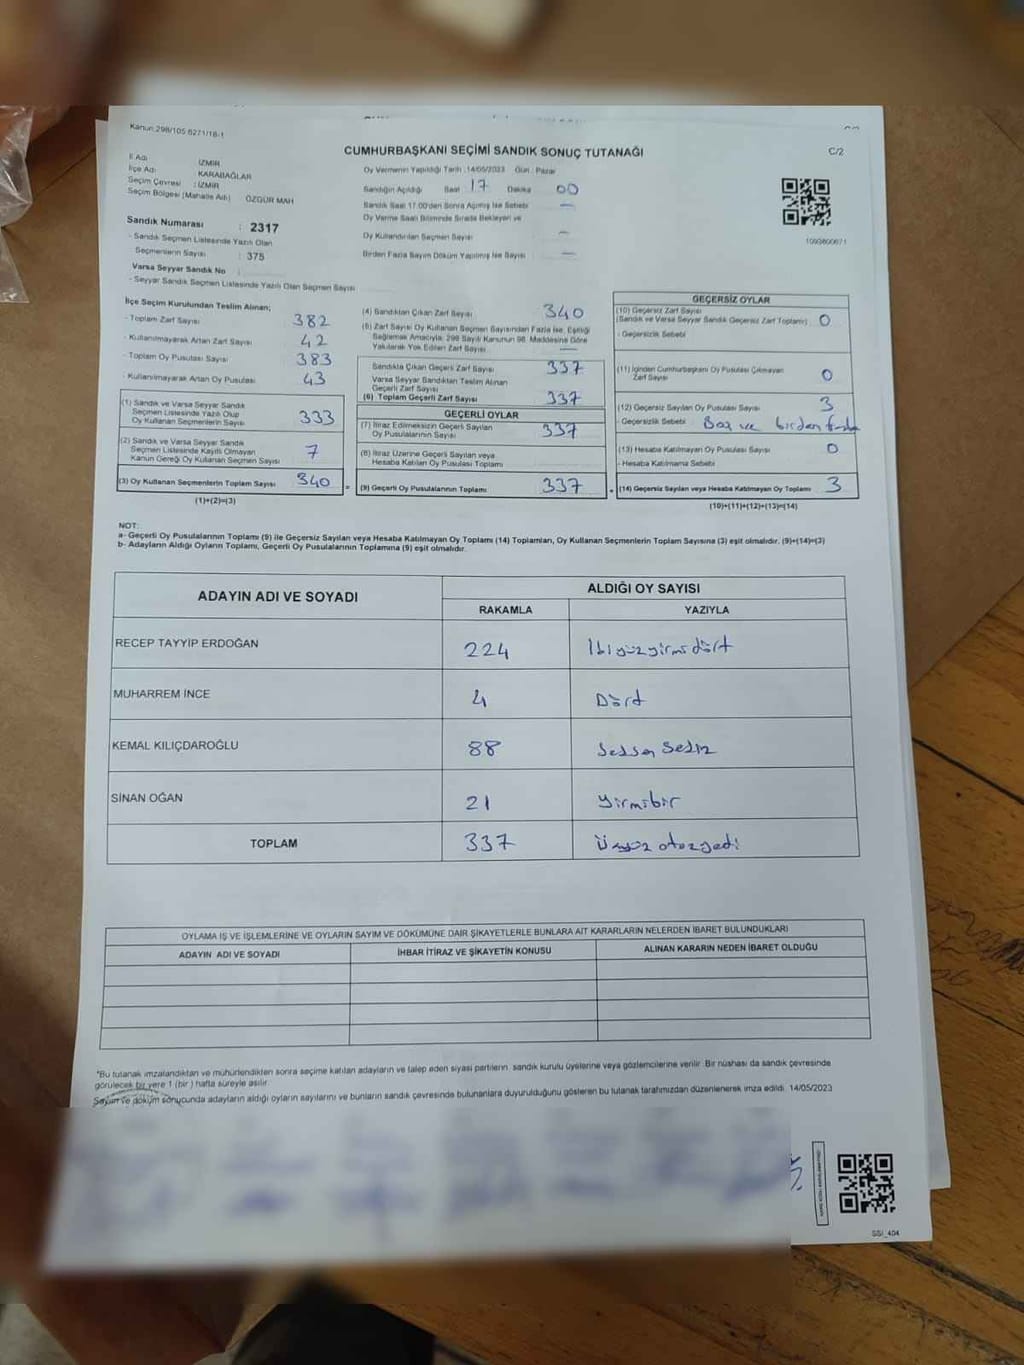 Kanun:298/105 6271/18-1
CUMHURBAŞKANI SEÇİMİ SANDIK SONUÇ TUTANAĞI
C/2
İl Adı : İZMİR
İlçe Adı : KARABAĞLAR
Seçim Çevresi : İZMİR
Seçim Bölgesi (Mahalle Adı) : ÖZGÜR MAH
Sandık Numarası : 2317
- Sandık Seçmen Listesinde Yazılı Olan
Seçmenlerin Sayısı : 375
Varsa Seyyar Sandık No :
- Seyyar Sandık Seçmen Listesinde Yazılı Olan Seçmen Sayısı
Oy Vermenin Yapıldığı Tarih :14/05/2023 Gün : Pazar
Sandığın Açıldığı Saat 17 Dakika 00
Sandık Saat 17.00'den Sonra Açılmış İse Sebebi —
Oy Verme Saati Bitiminde Sırada Bekleyen ve
Oy Kullandırılan Seçmen Sayısı —
Birden Fazla Sayım Döküm Yapılmış İse Sayısı —
1093800671
İlçe Seçim Kurulundan Teslim Alınan;
- Toplam Zarf Sayısı 382
- Kullanılmayarak Artan Zarf Sayısı 42
- Toplam Oy Pusulası Sayısı 383
- Kullanılmayarak Artan Oy Pusulası 43
(1) Sandık ve Varsa Seyyar Sandık
Seçmen Listesinde Yazılı Olup
Oy Kullanan Seçmenlerin Sayısı 333
(2) Sandık ve Varsa Seyyar Sandık
Seçmen Listesinde Kayıtlı Olmayan
Kanun Gereği Oy Kullanan Seçmen Sayısı 7
(3) Oy Kullanan Seçmenlerin Toplam Sayısı 340
(1)+(2)=(3)
(4) Sandıktan Çıkan Zarf Sayısı 340
(5) Zarf Sayısı Oy Kullanan Seçmen Sayısından Fazla İse, Eşitliği
Sağlamak Amacıyla; 298 Sayılı Kanunun 98. Maddesine Göre
Yakılarak Yok Edilen Zarf Sayısı —
Sandıkta Çıkan Geçerli Zarf Sayısı 337
Varsa Seyyar Sandıktan Teslim Alınan
Geçerli Zarf Sayısı
(6) Toplam Geçerli Zarf Sayısı 337
GEÇERLİ OYLAR
(7) İtiraz Edilmeksizin Geçerli Sayılan
Oy Pusulalarının Sayısı 337
(8) İtiraz Üzerine Geçerli Sayılan veya
Hesaba Katılan Oy Pusulası Toplamı
= (9) Geçerli Oy Pusulalarının Toplamı 337
GEÇERSİZ OYLAR
(10) Geçersiz Zarf Sayısı
(Sandık ve Varsa Seyyar Sandık Geçersiz Zarf Toplamı) 0
- Geçersizlik Sebebi
(11) İçinden Cumhurbaşkanı Oy Pusulası Çıkmayan
Zarf Sayısı 0
(12) Geçersiz Sayılan Oy Pusulası Sayısı 3
- Geçersizlik Sebebi Boş ve birden fazla
(13) Hesaba Katılmayan Oy Pusulası Sayısı 0
- Hesaba Katılmama Sebebi
+ (14) Geçersiz Sayılan veya Hesaba Katılmayan Oy Toplamı 3
(10)+(11)+(12)+(13)=(14)
NOT:
a- Geçerli Oy Pusulalarının Toplamı (9) ile Geçersiz Sayılan veya Hesaba Katılmayan Oy Toplamı (14) Toplamları, Oy Kullanan Seçmenlerin Toplam Sayısına (3) eşit olmalıdır. (9)+(14)=(3)
b- Adayların Aldığı Oyların Toplamı, Geçerli Oy Pusulalarının Toplamına (9) eşit olmalıdır.
ADAYIN ADI VE SOYADI ALDIĞI OY SAYISI
RAKAMLA YAZIYLA
RECEP TAYYİP ERDOĞAN 224 İkiyüzyirmidört
MUHARREM İNCE 4 Dört
KEMAL KILIÇDAROĞLU 88 Seksen Sekiz
SİNAN OĞAN 21 Yirmibir
TOPLAM 337 Üçyüz otozyedi
OYLAMA İŞ VE İŞLEMLERİNE VE OYLARIN SAYIM VE DÖKÜMÜNE DAİR ŞİKAYETLERLE BUNLARA AİT KARARLARIN NELERDEN İBARET BULUNDUKLARI
ADAYIN ADI VE SOYADI İHBAR İTİRAZ VE ŞİKAYETİN KONUSU ALINAN KARARIN NEDEN İBARET OLDUĞU
*Bu tutanak imzalandıktan ve mühürlendikten sonra seçime katılan adayların ve talep eden siyasi partilerin, sandık kurulu üyelerine veya gözlemcilerine verilir. Bir nüshası da sandık çevresinde
görülecek bir yere 1 (bir) hafta süreyle asılır.
Sayım ve döküm sonucunda adayların aldığı oyların sayılarını ve bunların sandık çevresinde bulunanlara duyurulduğunu gösteren bu tutanak tarafımızdan düzenlenerek imza edildi. 14/05/2023
SSI_404